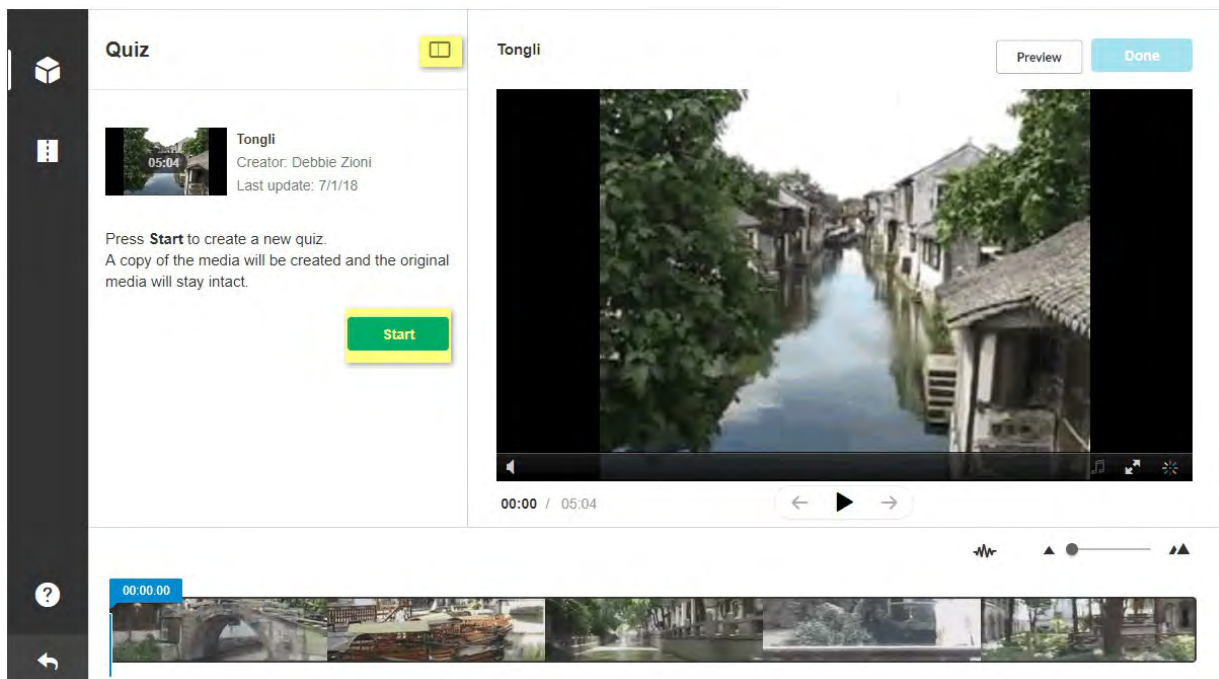 Quiz
05:04
Tongli
Creator: Debbie Zioni
Last update: 7/1/18
Press Start to create a new quiz.
A copy of the media will be created and the original
media will stay intact.
Start
Tongli
Preview
Done
00:00 / 05:04
?
00:00.00